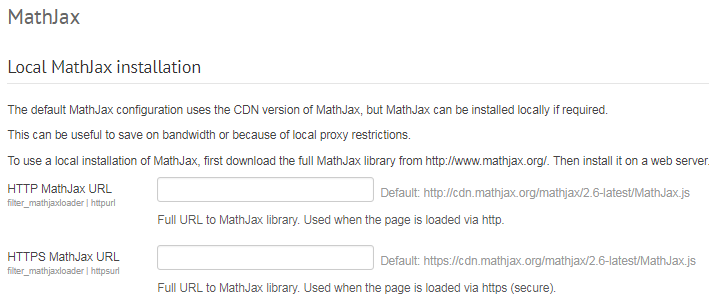 MathJax
Local MathJax installation
The default MathJax configuration uses the CDN version of MathJax, but MathJax can be installed locally if required.
This can be useful to save on bandwidth or because of local proxy restrictions.
To use a local installation of MathJax, first download the full MathJax library from http://www.mathjax.org/. Then install it on a web server.
HTTP MathJax URL Default: http://cdn.mathjax.org/mathjax/2.6-latest/MathJax.js
filter_mathjaxloader | httpurl
Full URL to MathJax library. Used when the page is loaded via http.
HTTPS MathJax URL Default: https://cdn.mathjax.org/mathjax/2.6-latest/MathJax.js
filter_mathjaxloader | httpsurl
Full URL to MathJax library. Used when the page is loaded via https (secure).